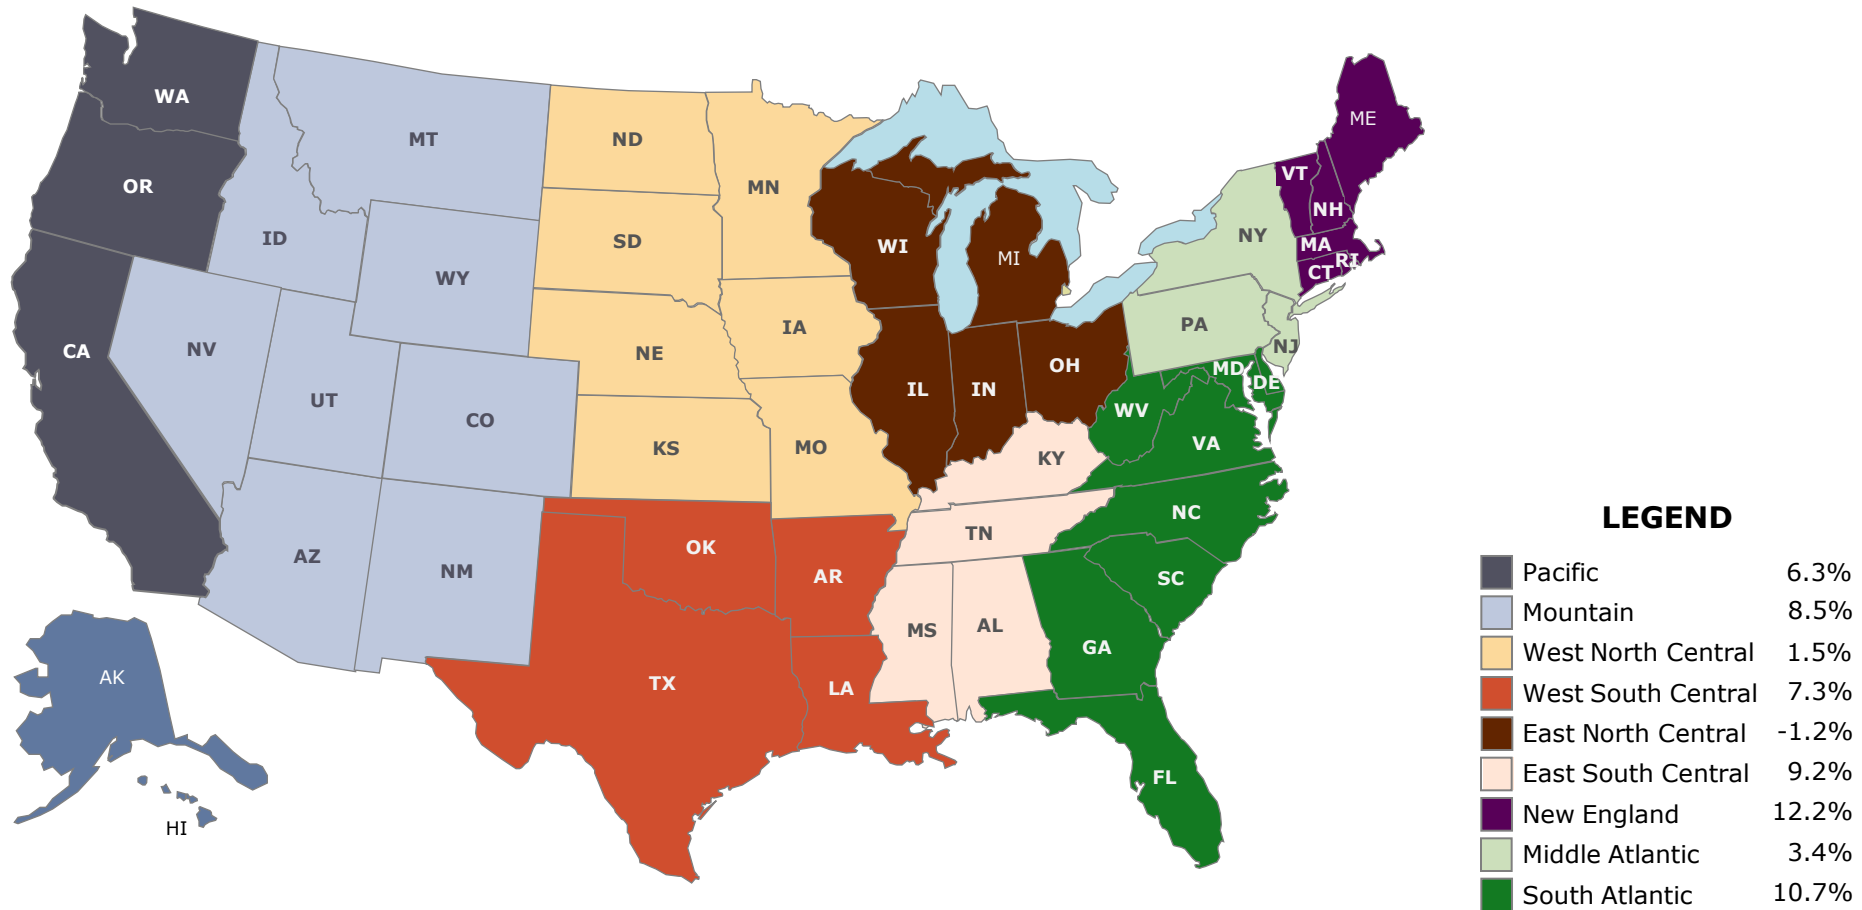 WA
ME
MT
ND
VT
OR
MN
NH
ID
SD
NY
MA
WI
MI
RI
CT
WY
IA
PA
NV
CA
NE
NJ
OH
MD
DE
IL
IN
UT
WV
CO
VA
KS
MO
KY
NC
TN
OK
AZ
NM
AR
SC
AL
MS
GA
AK
TX
LA
FL
HI
LEGEND
Pacific 6.3%
Mountain 8.5%
West North Central 1.5%
West South Central 7.3%
East North Central -1.2%
East South Central 9.2%
New England 12.2%
Middle Atlantic 3.4%
South Atlantic 10.7%